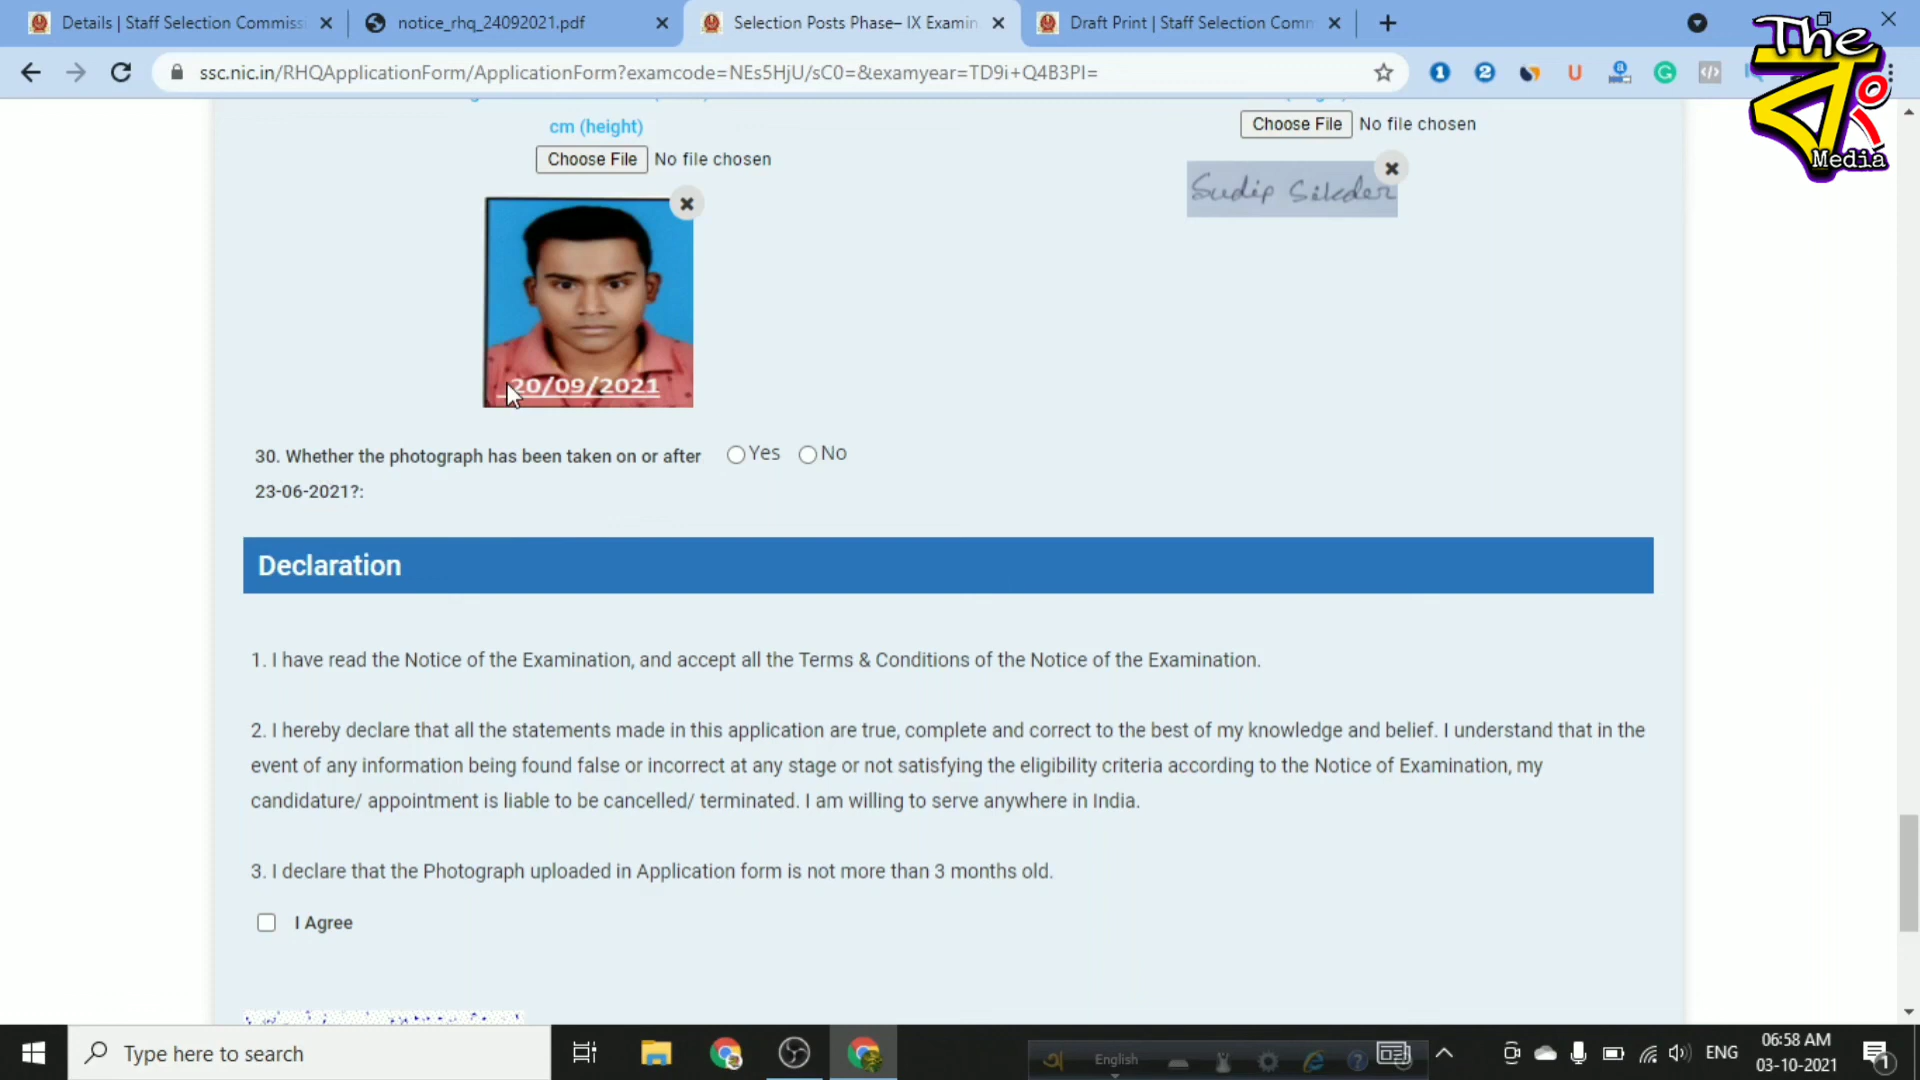 Details | Staff Selection Commiss
notice_rhq_24092021.pdf
Selection Posts Phase– IX Examin
Draft Print | Staff Selection Comm
ssc.nic.in/RHQApplicationForm/ApplicationForm?examcode=NEs5HjU/sC0=&examyear=TD9i+Q4B3PI=
The
Media
cm (height)
Choose File No file chosen
Choose File No file chosen
Sudip Sikder
20/09/2021
30. Whether the photograph has been taken on or after
23-06-2021?:
Yes No
Declaration
1. I have read the Notice of the Examination, and accept all the Terms & Conditions of the Notice of the Examination.
2. I hereby declare that all the statements made in this application are true, complete and correct to the best of my knowledge and belief. I understand that in the
event of any information being found false or incorrect at any stage or not satisfying the eligibility criteria according to the Notice of Examination, my
candidature/ appointment is liable to be cancelled/ terminated. I am willing to serve anywhere in India.
3. I declare that the Photograph uploaded in Application form is not more than 3 months old.
I Agree
Type here to search
English
ENG
06:58 AM
03-10-2021
1